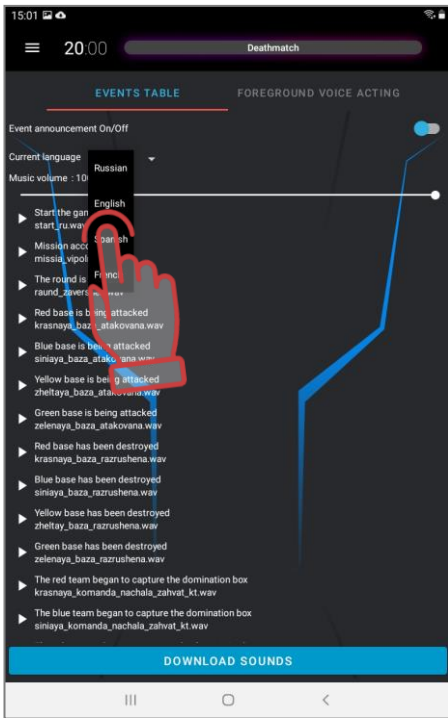 15:01
20:00 Deathmatch
EVENTS TABLE FOREGROUND VOICE ACTING
Event announcement On/Off
Current language
Russian
Music volume : 10
English
Spanish
French
Start the gam
start_ru.wav
Mission acc
missia_vipol
The round is
raund_zavers
Red base is being attacked
krasnaya_baza_atakovana.wav
Blue base is being attacked
siniaya_baza_atakovana.wav
Yellow base is being attacked
zheltaya_baza_atakovana.wav
Green base is being attacked
zelenaya_baza_atakovana.wav
Red base has been destroyed
krasnaya_baza_razrushena.wav
Blue base has been destroyed
siniaya_baza_razrushena.wav
Yellow base has been destroyed
zheltay_baza_razrushena.wav
Green base has been destroyed
zelenaya_baza_razrushena.wav
The red team began to capture the domination box
krasnaya_komanda_nachala_zahvat_kt.wav
The blue team began to capture the domination box
siniaya_komanda_nachala_zahvat_kt.wav
DOWNLOAD SOUNDS